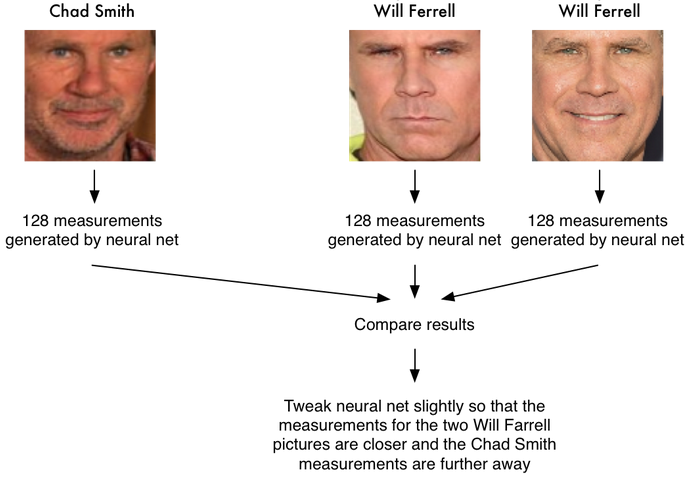 Chad Smith
Will Ferrell
Will Ferrell
128 measurements
generated by neural net
128 measurements
generated by neural net
128 measurements
generated by neural net
Compare results
Tweak neural net slightly so that the
measurements for the two Will Farrell
pictures are closer and the Chad Smith
measurements are further away